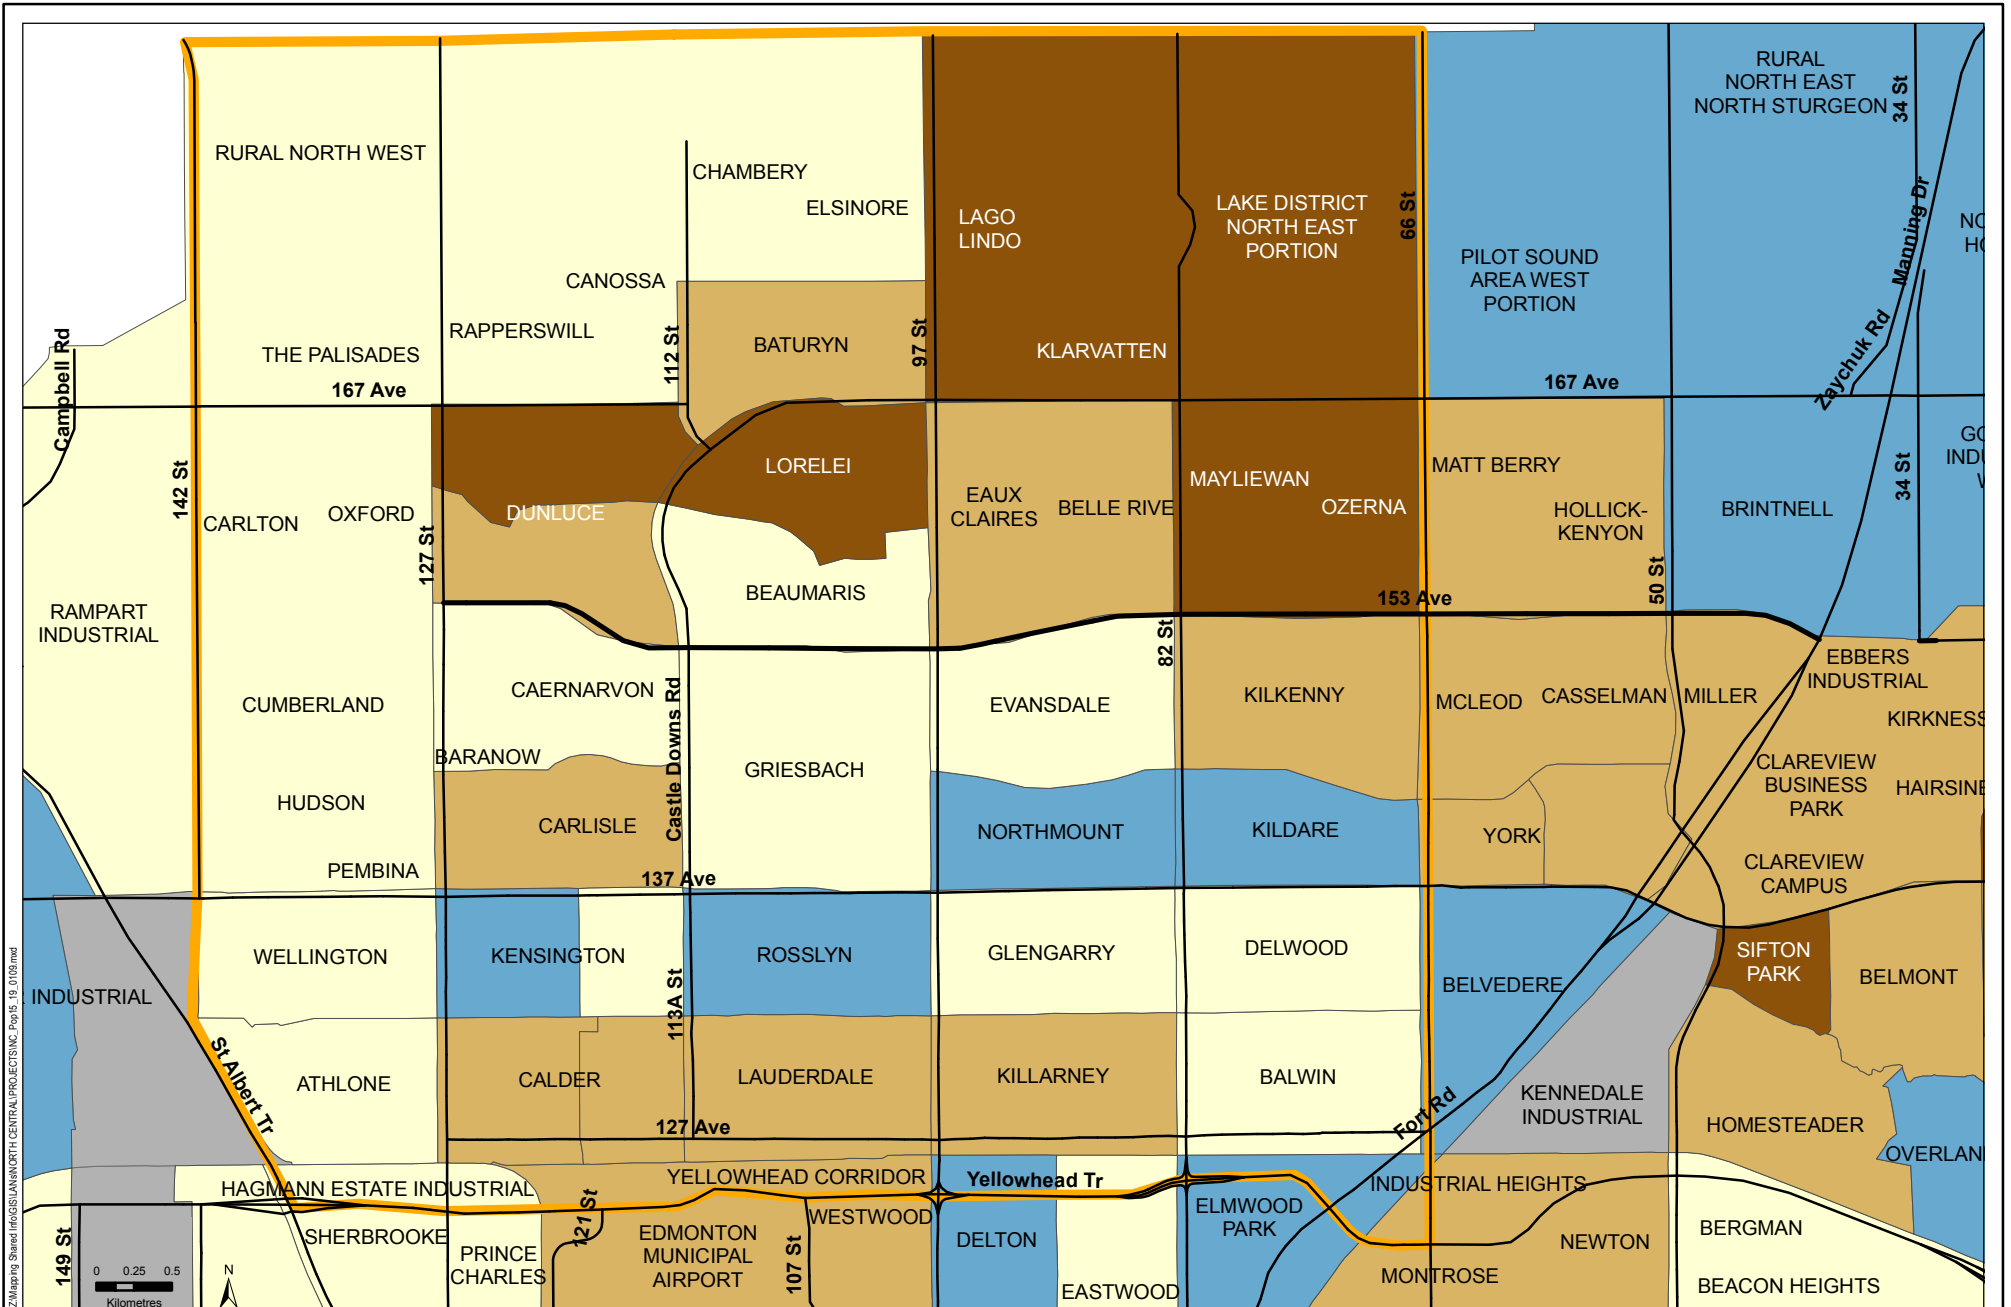 RURAL
NORTH EAST
NORTH STURGEON
34 St
RURAL NORTH WEST
CHAMBERY
ELSINORE
LAGO
LINDO
LAKE DISTRICT
NORTH EAST
PORTION
66 St
Manning Dr
PILOT SOUND
AREA WEST
PORTION
CANOSSA
RAPPERSWILL
THE PALISADES
112 St
BATURYN
97 St
KLARVATTEN
Campbell Rd
167 Ave
167 Ave
Zaychuk Rd
142 St
CARLTON
OXFORD
127 St
DUNLUCE
LORELEI
EAUX
CLAIRES
BELLE RIVE
MAYLIEWAN
OZERNA
MATT BERRY
HOLLICK-
KENYON
BRINTNELL
34 St
RAMPART
INDUSTRIAL
BEAUMARIS
153 Ave
50 St
82 St
CUMBERLAND
CAERNARVON
BARANOW
Castle Downs Rd
EVANSDALE
KILKENNY
MCLEOD
CASSELMAN
MILLER
EBBERS
INDUSTRIAL
KIRKNESS
HUDSON
GRIESBACH
CLAREVIEW
BUSINESS
PARK
HAIRSINE
CARLISLE
NORTHMOUNT
KILDARE
YORK
PEMBINA
137 Ave
CLAREVIEW
CAMPUS
WELLINGTON
KENSINGTON
ROSSLYN
GLENGARRY
DELWOOD
BELVEDERE
SIFTON
PARK
BELMONT
INDUSTRIAL
113A St
St Albert Tr
ATHLONE
CALDER
LAUDERDALE
KILLARNEY
BALWIN
Fort Rd
KENNEDALE
INDUSTRIAL
HOMESTEADER
127 Ave
OVERLAN
HAGMANN ESTATE INDUSTRIAL
YELLOWHEAD CORRIDOR
Yellowhead Tr
INDUSTRIAL HEIGHTS
149 St
SHERBROOKE
PRINCE
CHARLES
121 St
EDMONTON
MUNICIPAL
AIRPORT
107 St
WESTWOOD
DELTON
EASTWOOD
ELMWOOD
PARK
MONTROSE
NEWTON
BERGMAN
BEACON HEIGHTS
0 0.25 0.5
Kilometres
N